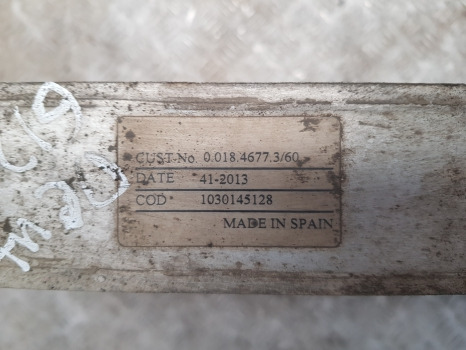 CUST-No 0.018.4677.3/60
DATE 41-2013
COD 1030145128
MADE IN SPAIN